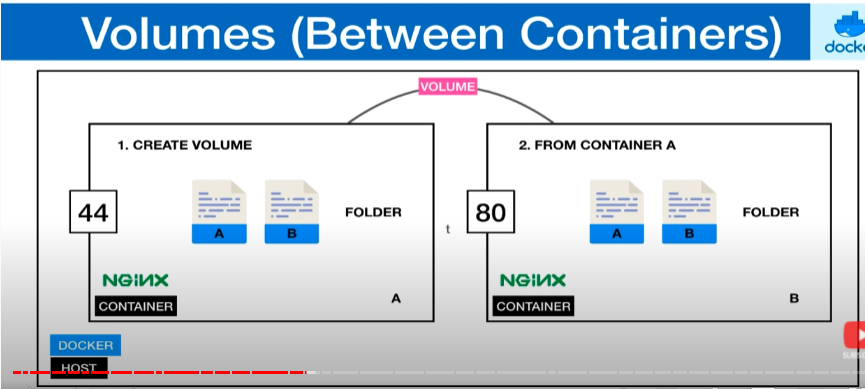 Volumes (Between Containers)
VOLUME
1. CREATE VOLUME
44
A
B
FOLDER
NGiNX
CONTAINER
A
t
2. FROM CONTAINER A
80
A
B
FOLDER
NGiNX
CONTAINER
B
DOCKER
HOST